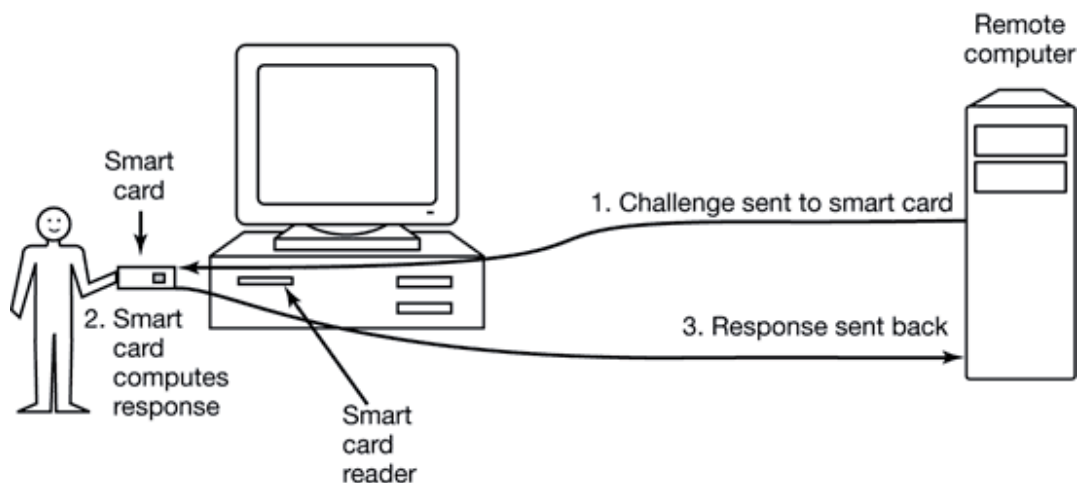 Remote
computer
Smart
card
1. Challenge sent to smart card
2. Smart
card
computes
response
3. Response sent back
Smart
card
reader